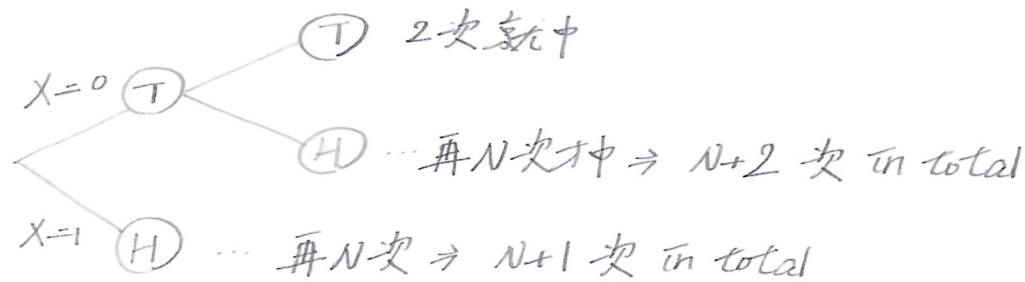 T 2次就中
X=0 T
H …再N次才中 ⇒ N+2 次 in total
X=1 H … 再N次 ⇒ N+1 次 in total